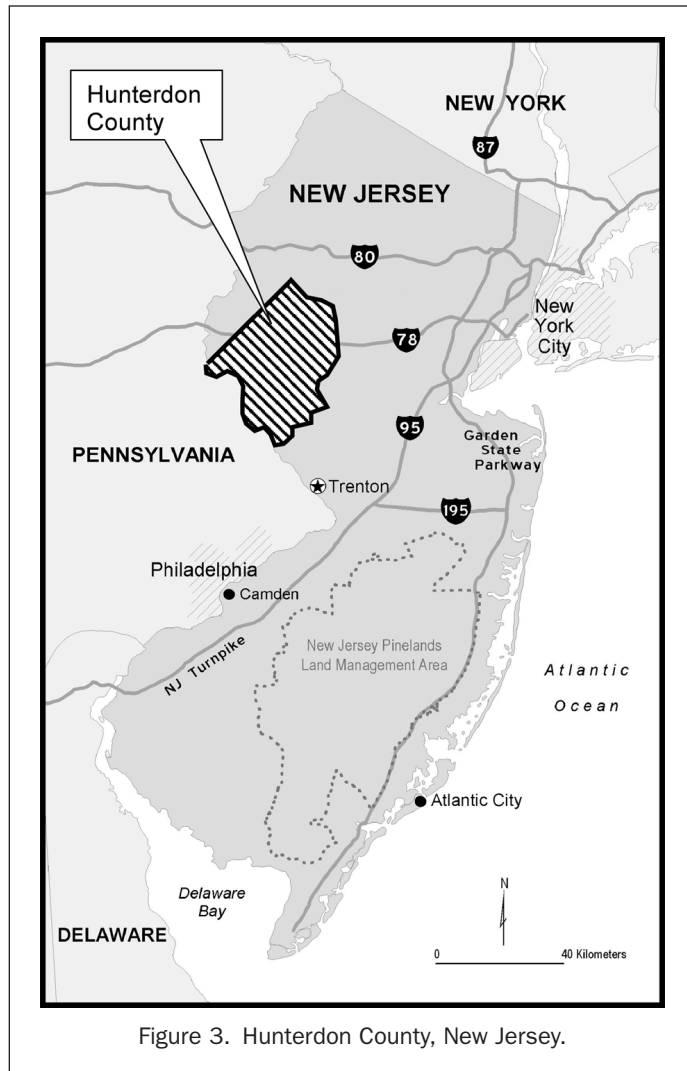 Hunterdon
County
NEW YORK
87
NEW JERSEY
80
New
York
City
78
95
Garden
State
Parkway
PENNSYLVANIA
Trenton
195
Philadelphia
Camden
New Jersey Pinelands
Land Management Area
NJ Turnpike
Atlantic
Ocean
Atlantic City
Delaware
Bay
N
DELAWARE
0 40 Kilometers
Figure 3. Hunterdon County, New Jersey.